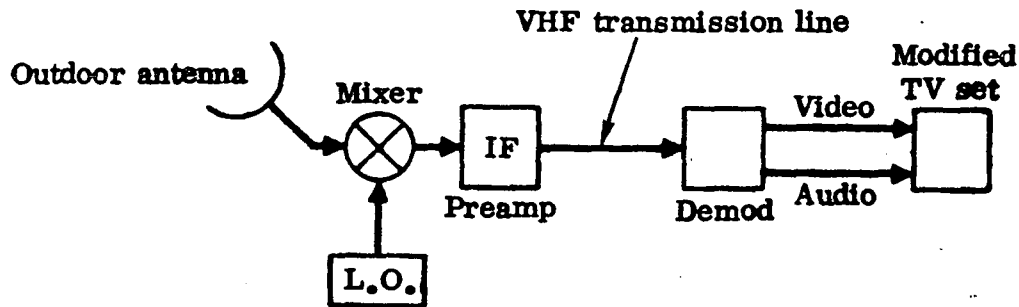 VHF transmission line
Outdoor antenna
Mixer
IF
Preamp
L.O.
Demod
Video
Audio
Modified
TV set